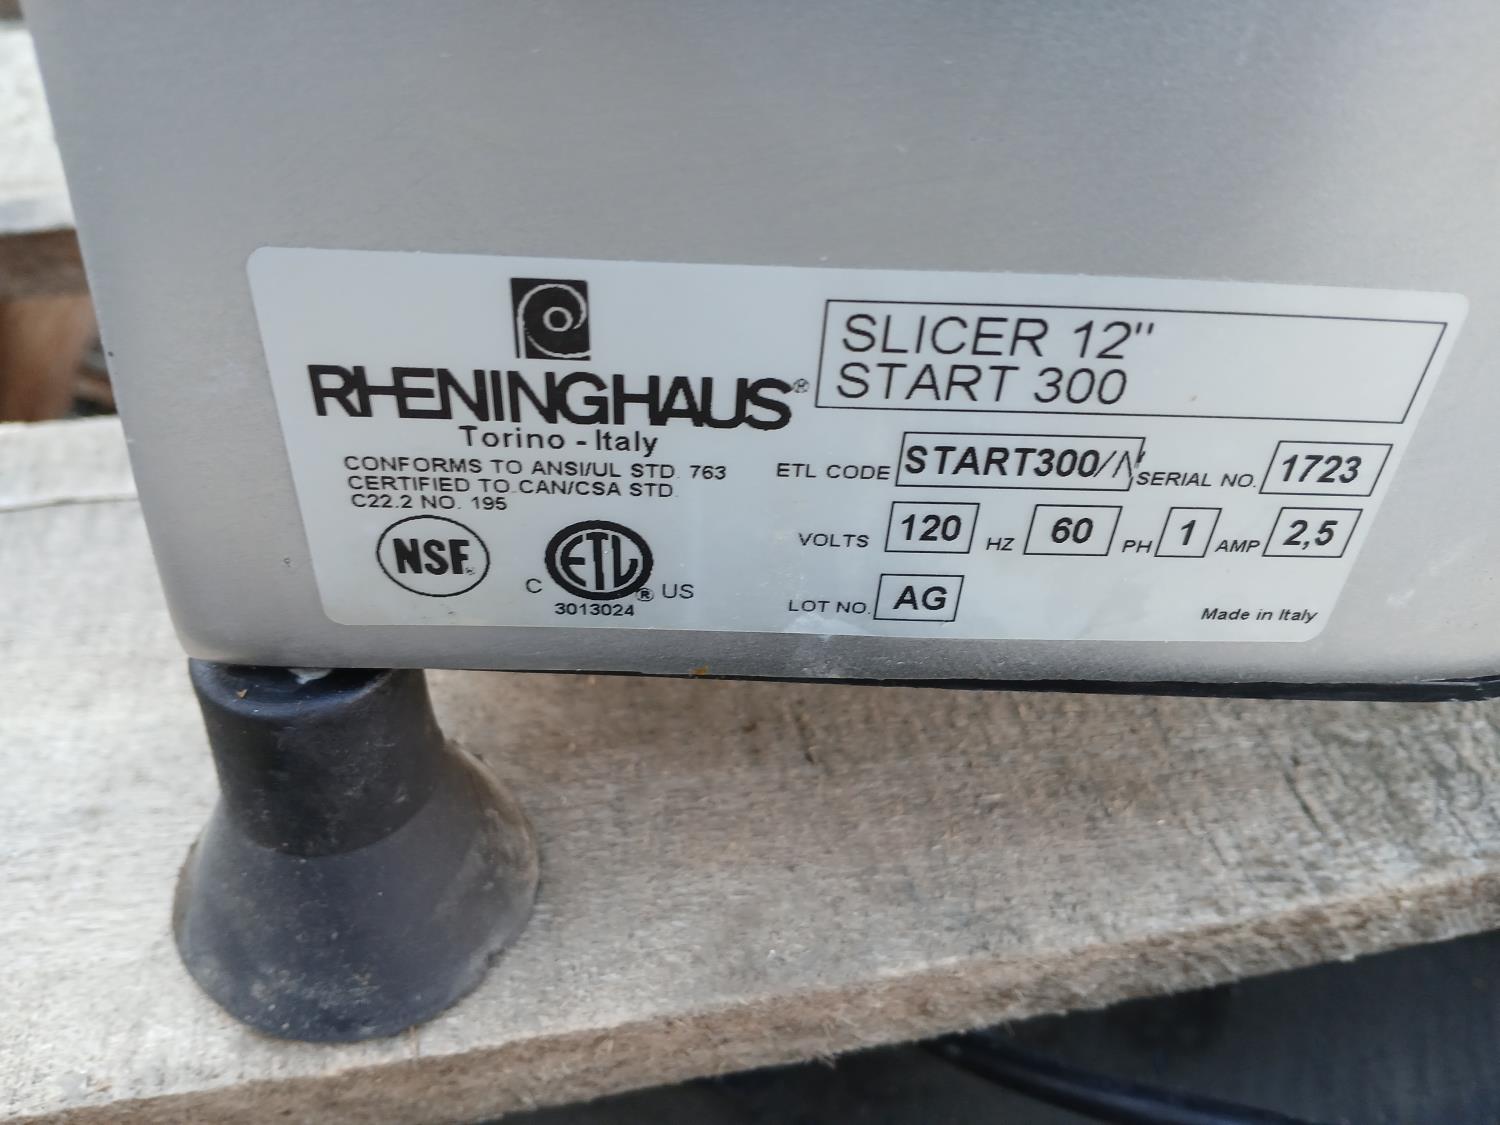 RHENINGHAUS®
Torino - Italy
CONFORMS TO ANSI/UL STD. 763
CERTIFIED TO CAN/CSA STD.
C22.2 NO. 195
NSF®
C ETL® US
3013024
SLICER 12"
START 300
ETL CODE START300/N SERIAL NO. 1723
VOLTS 120 HZ 60 PH 1 AMP 2,5
LOT NO. AG
Made in Italy